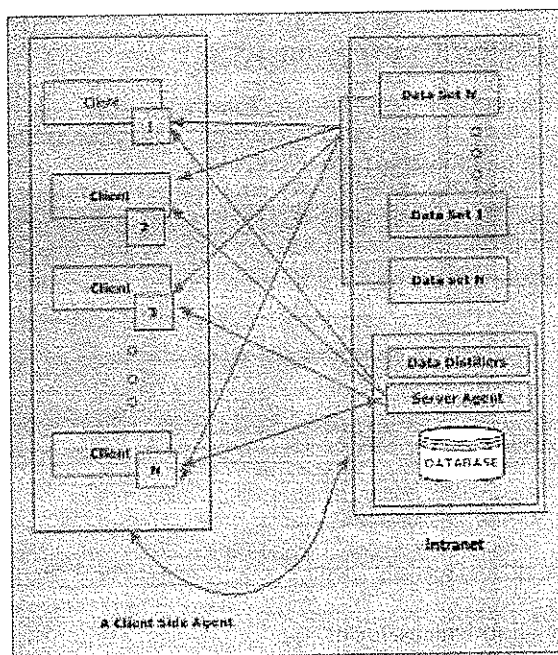 Client
1
Client
2
Client
3
Client
N
Data Set N
Data Set 1
Data Set N
Data Distillers
Server Agent
DATABASE
Intranet
A Client Side Agent